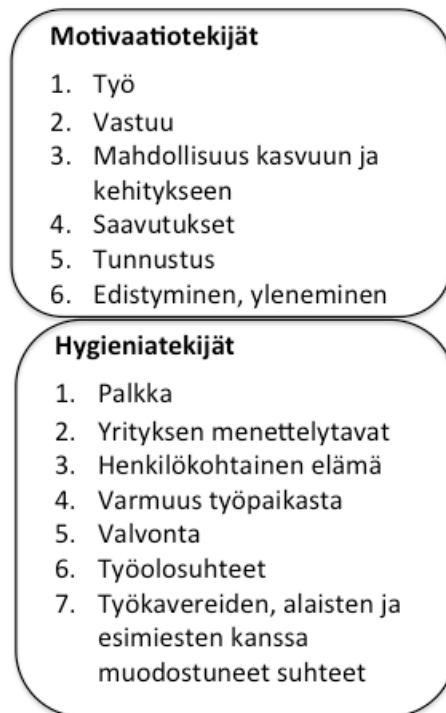 Motivaatiotekijät
1. Työ
2. Vastuu
3. Mahdollisuus kasvuun ja
kehitykseen
4. Saavutukset
5. Tunnustus
6. Edistyminen, yleneminen
Hygieniatekijät
1. Palkka
2. Yrityksen menettelytavat
3. Henkilökohtainen elämä
4. Varmuus työpaikasta
5. Valvonta
6. Työolosuhteet
7. Työkavereiden, alaisten ja
esimiesten kanssa
muodostuneet suhteet